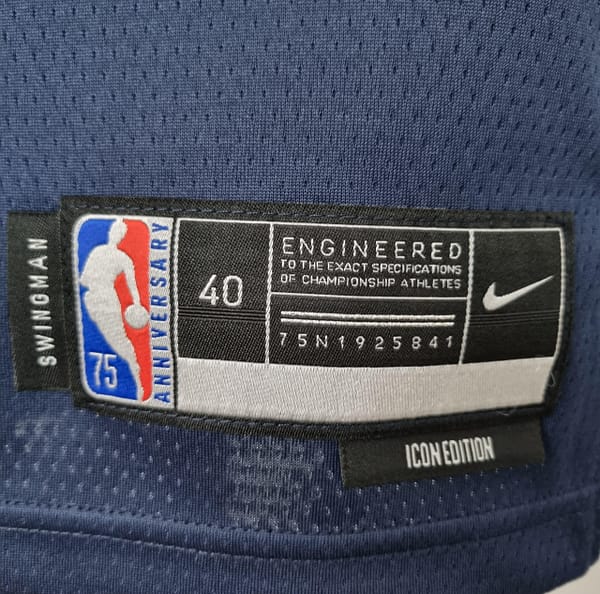 SWINGMAN
75
ANNIVERSARY
40
ENGINEERED
TO THE EXACT SPECIFICATIONS
OF CHAMPIONSHIP ATHLETES
75N1925841
ICON EDITION